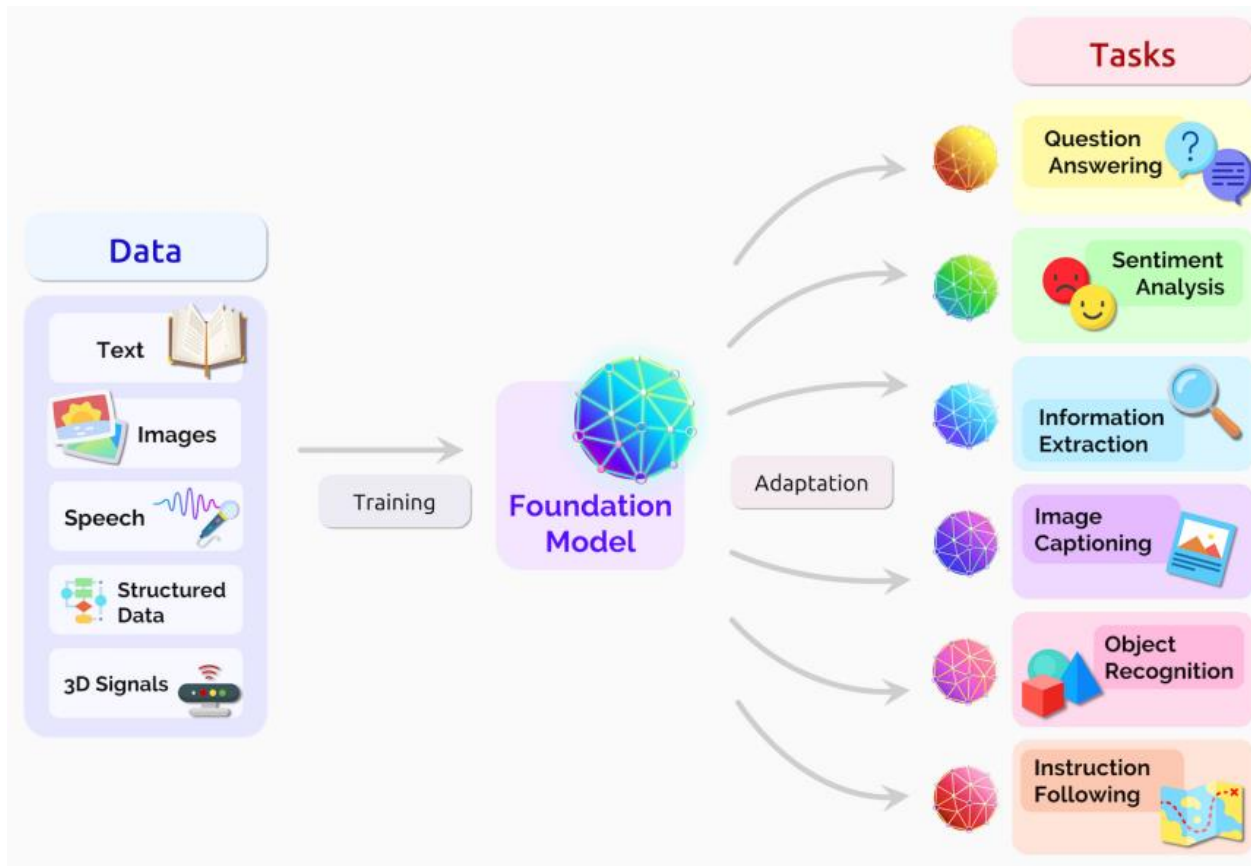 Data
Text
Images
Speech
Structured
Data
3D Signals
Training
Foundation
Model
Adaptation
Tasks
Question
Answering
?
Sentiment
Analysis
Information
Extraction
Image
Captioning
Object
Recognition
Instruction
Following